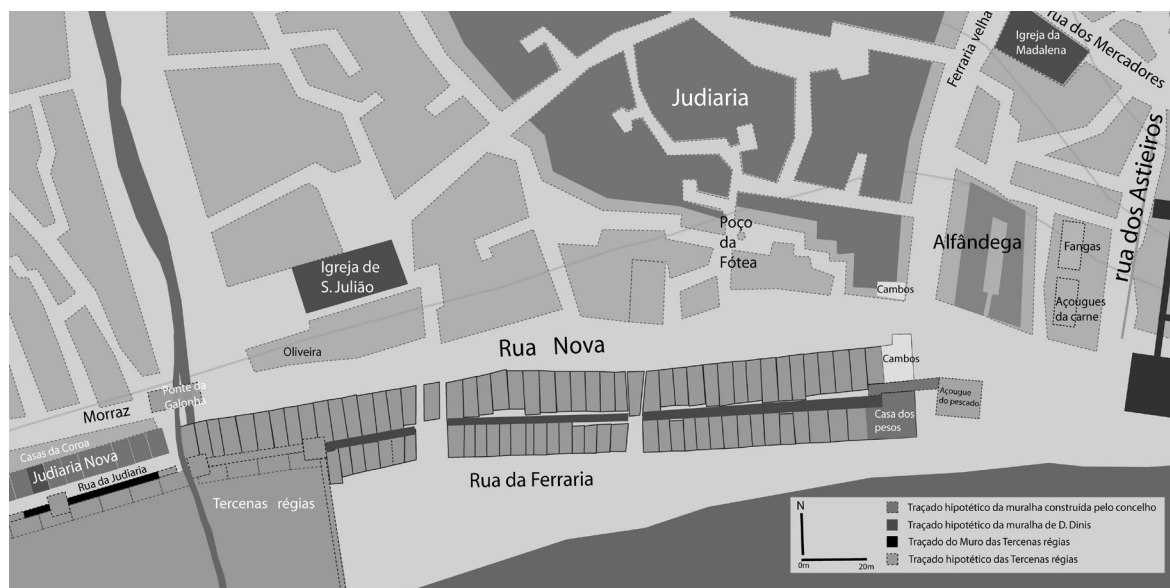 Igreja da
Madalena
rua dos Mercadores
Ferraria velha
Judiaria
rua dos Astieiros
Poço
da
Fótea
Alfândega
Fangas
Igreja de
S. Julião
Cambos
Açougues
da carne
Oliveira
Rua Nova
Cambos
Ponte da
Galonha
Morraz
Açougue
do pescado
Casa dos
pesos
Casas da Coroa
Judiaria Nova
Rua da Judiaria
Rua da Ferraria
Tercenas régias
N
0m 20m
Traçado hipotético da muralha construída pelo concelho
Traçado hipotético da muralha de D. Dinis
Traçado do Muro das Tercenas régias
Traçado hipotético das Tercenas régias